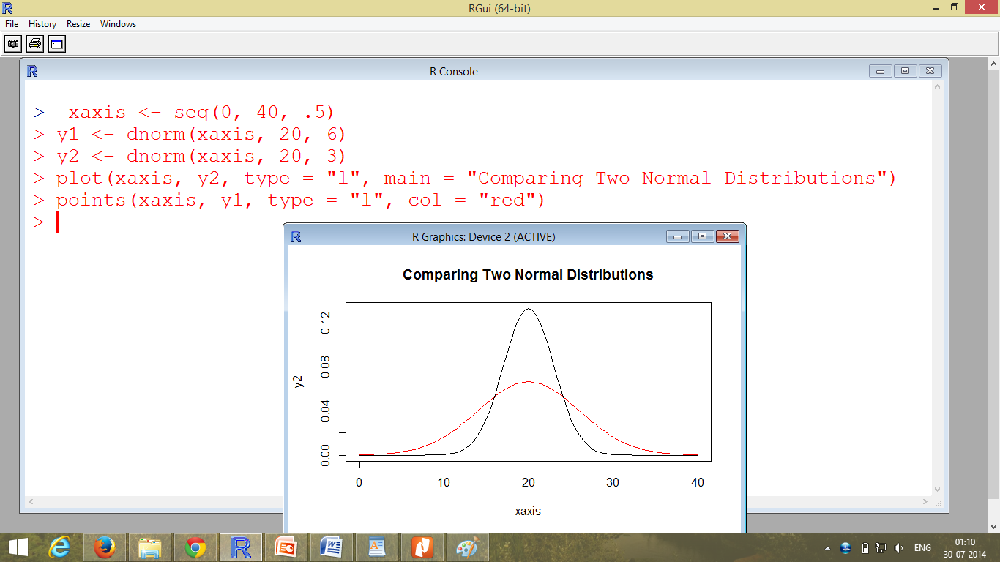 RGui (64-bit)
File History Resize Windows
R Console
>  xaxis <- seq(0, 40, .5)
> y1 <- dnorm(xaxis, 20, 6)
> y2 <- dnorm(xaxis, 20, 3)
> plot(xaxis, y2, type = "l", main = "Comparing Two Normal Distributions")
> points(xaxis, y1, type = "l", col = "red")
>
R Graphics: Device 2 (ACTIVE)
Comparing Two Normal Distributions
0.12
0.08
0.04
0.00
y2
0 10 20 30 40
xaxis
ENG
01:10
30-07-2014